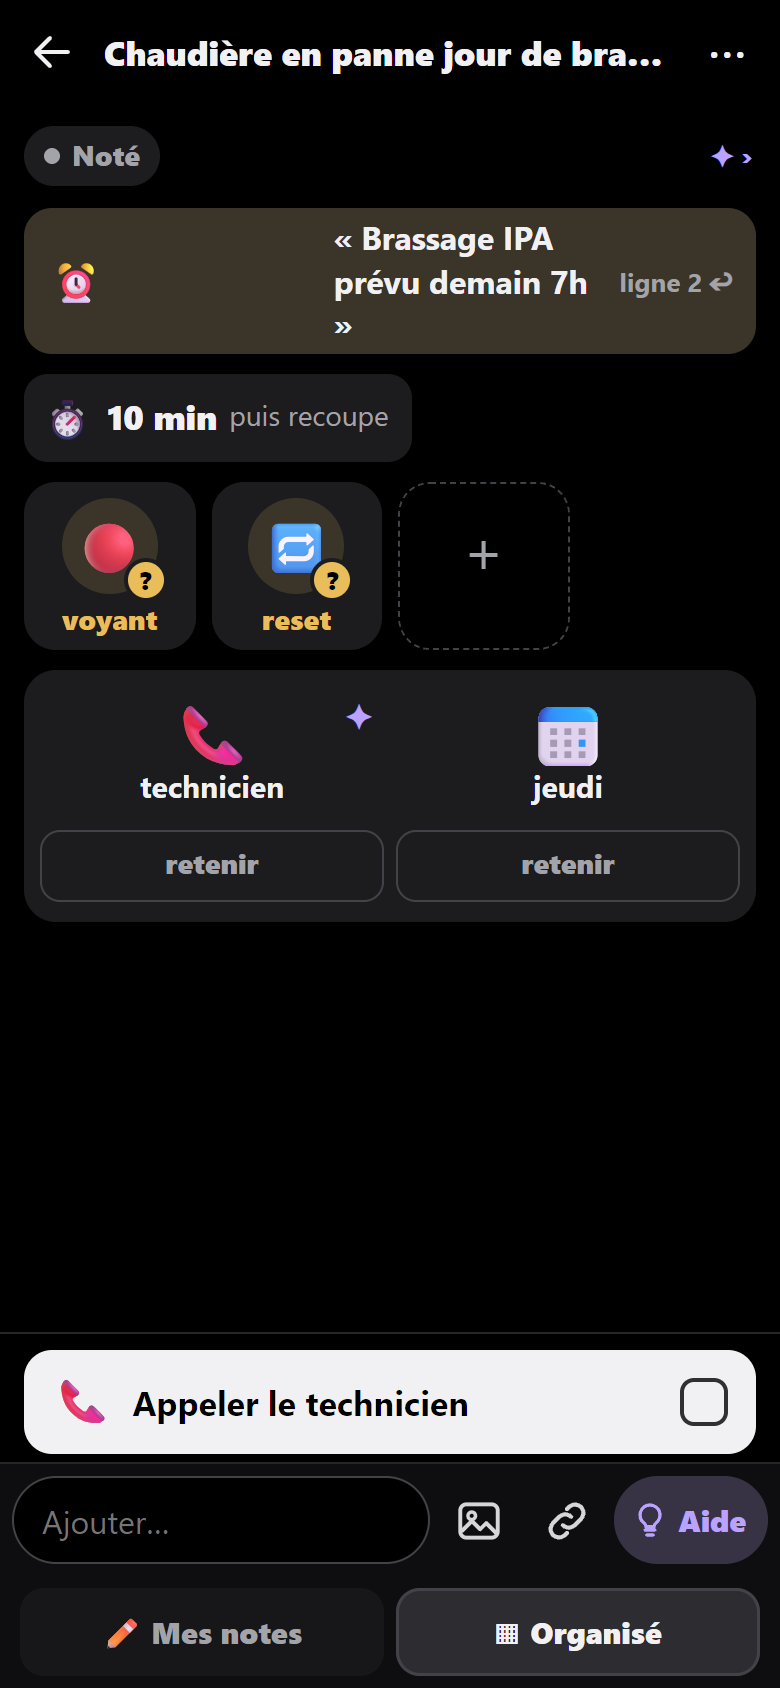 Chaudière en panne jour de bra...
Noté
« Brassage IPA
prévu demain 7h
»
ligne 2 ↩
10 min puis recoupe
?
?
voyant
reset
+
technicien
jeudi
retenir
retenir
Appeler le technicien
Ajouter...
Aide
Mes notes
Organisé